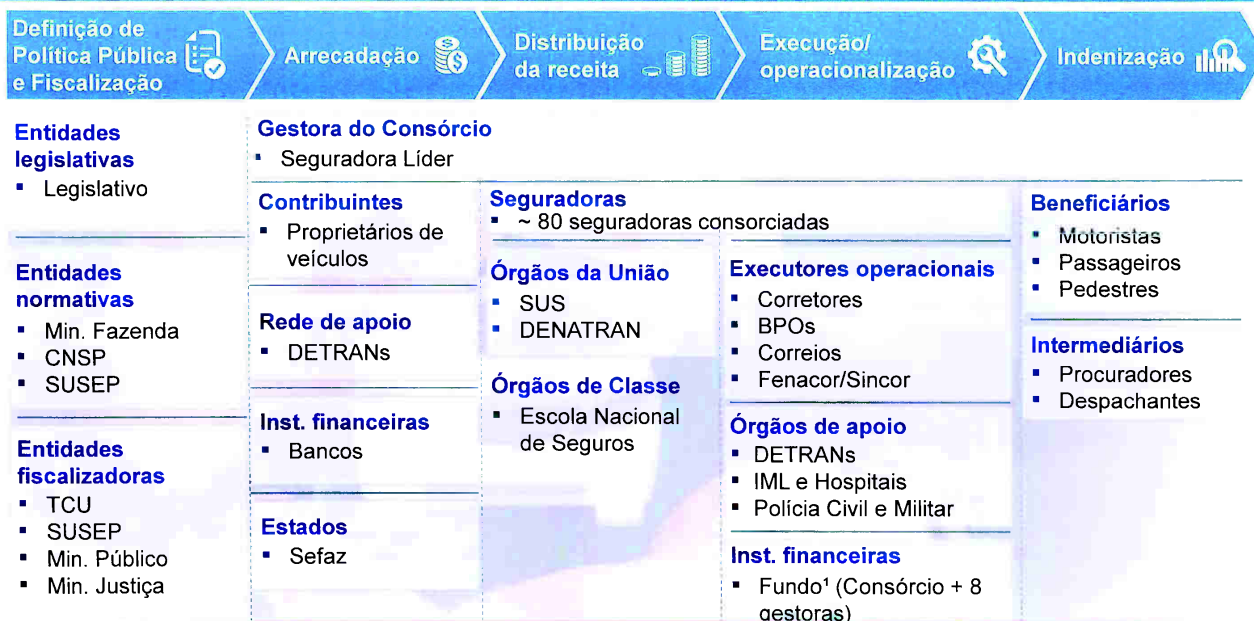 Definição de
Política Pública
e Fiscalização
Arrecadação
Distribuição
da receita
Execução/
operacionalização
Indenização
Entidades
legislativas
▪ Legislativo
Entidades
normativas
▪ Min. Fazenda
▪ CNSP
▪ SUSEP
Entidades
fiscalizadoras
▪ TCU
▪ SUSEP
▪ Min. Público
▪ Min. Justiça
Gestora do Consórcio
▪ Seguradora Líder
Contribuintes
▪ Proprietários de
veículos
Rede de apoio
▪ DETRANs
Inst. financeiras
▪ Bancos
Estados
▪ Sefaz
Seguradoras
▪ ~ 80 seguradoras consorciadas
Órgãos da União
▪ SUS
▪ DENATRAN
Órgãos de Classe
▪ Escola Nacional
de Seguros
Executores operacionais
▪ Corretores
▪ BPOs
▪ Correios
▪ Fenacor/Sincor
Órgãos de apoio
▪ DETRANs
▪ IML e Hospitais
▪ Polícia Civil e Militar
Inst. financeiras
▪ Fundo¹ (Consórcio + 8
gestoras)
Beneficiários
▪ Motoristas
▪ Passageiros
▪ Pedestres
Intermediários
▪ Procuradores
▪ Despachantes